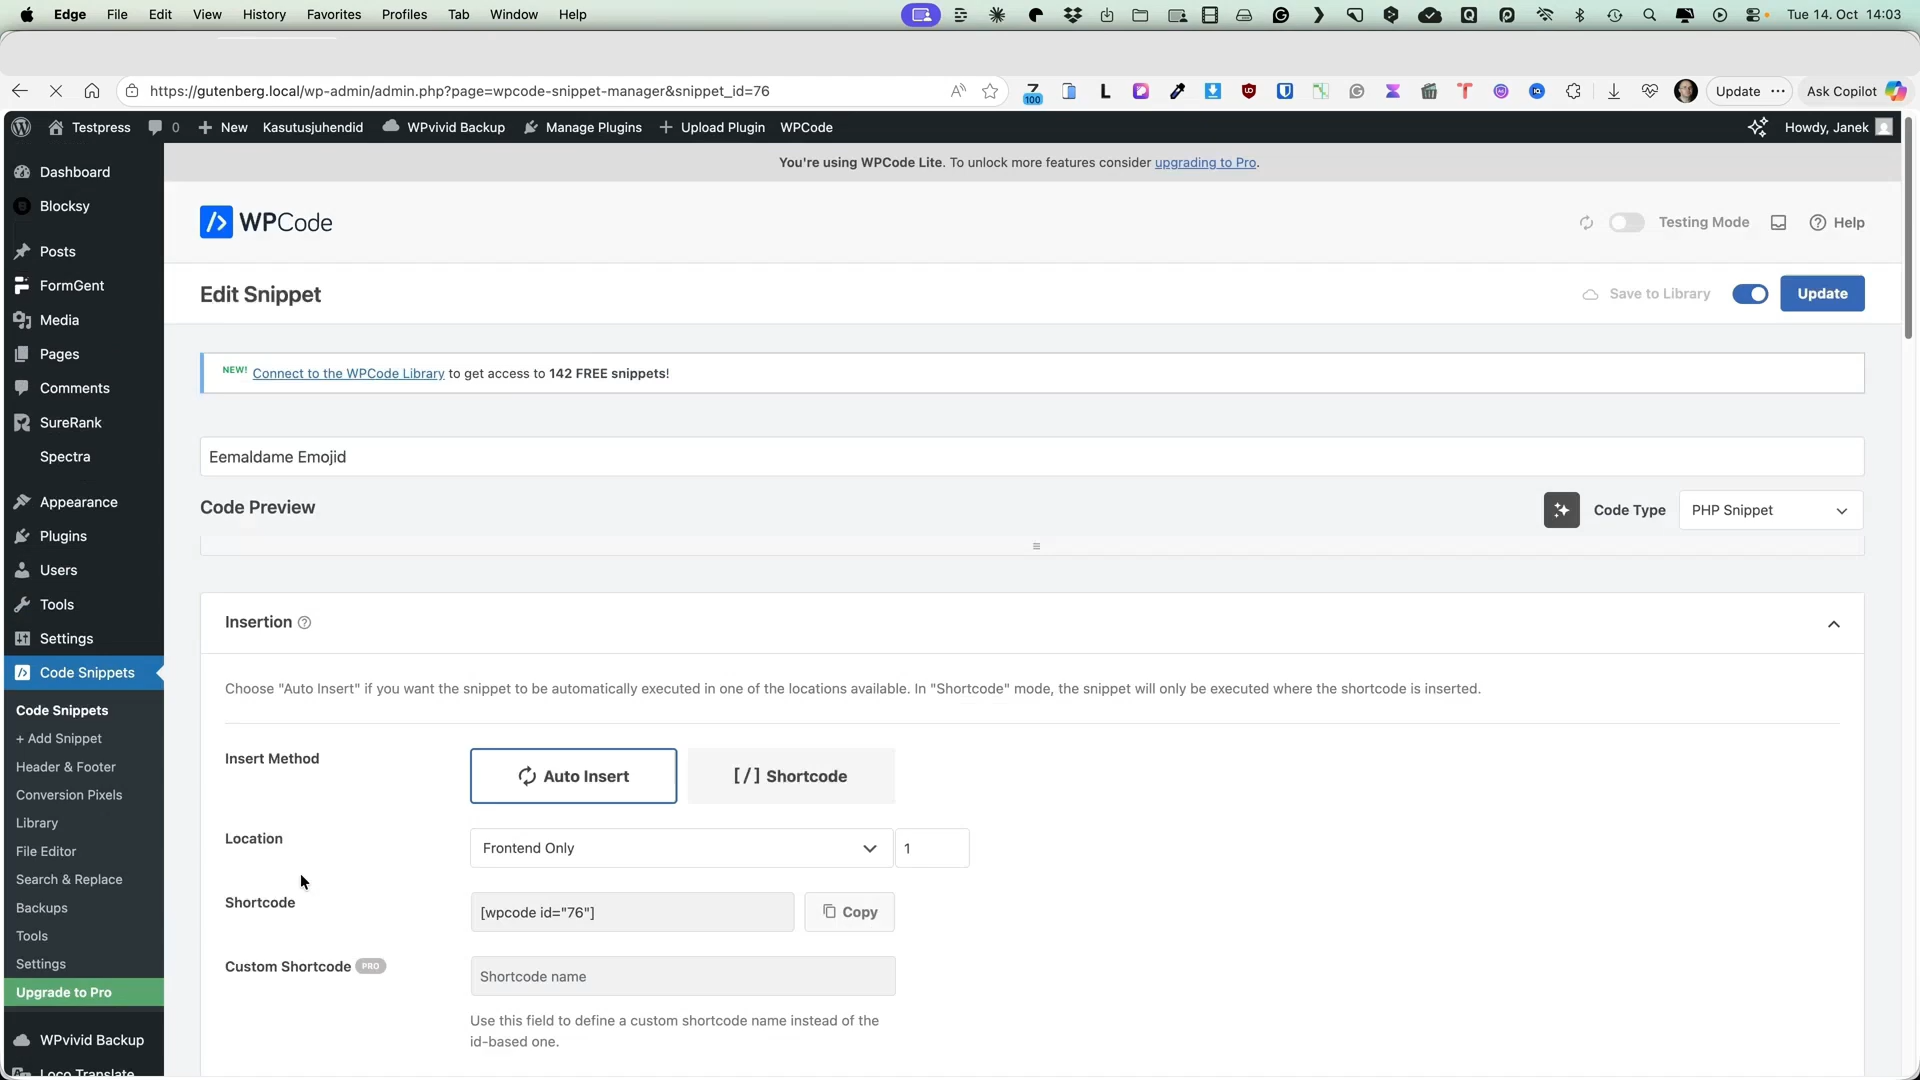 Edge File Edit View History Favorites Profiles Tab Window Help
Tue 14. Oct 14:03
https://gutenberg.local/wp-admin/admin.php?page=wpcode-snippet-manager&snippet_id=76
100
Update
Ask Copilot
Testpress 0 New Kasutusjuhendid WPvivid Backup Manage Plugins Upload Plugin WPCode
Howdy, Janek
You're using WPCode Lite. To unlock more features consider upgrading to Pro.
WPCode
Testing Mode
Help
Edit Snippet
Save to Library
Update
NEW! Connect to the WPCode Library to get access to 142 FREE snippets!
Eemaldame Emojid
Code Preview
Code Type
PHP Snippet
Insertion
Choose "Auto Insert" if you want the snippet to be automatically executed in one of the locations available. In "Shortcode" mode, the snippet will only be executed where the shortcode is inserted.
Insert Method
Auto Insert
[/] Shortcode
Location
Frontend Only
1
Shortcode
[wpcode id="76"]
Copy
Custom Shortcode PRO
Shortcode name
Use this field to define a custom shortcode name instead of the
id-based one.
Dashboard
Blocksy
Posts
FormGent
Media
Pages
Comments
SureRank
Spectra
Appearance
Plugins
Users
Tools
Settings
Code Snippets
Code Snippets
+ Add Snippet
Header & Footer
Conversion Pixels
Library
File Editor
Search & Replace
Backups
Tools
Settings
Upgrade to Pro
WPvivid Backup
Loco Translate